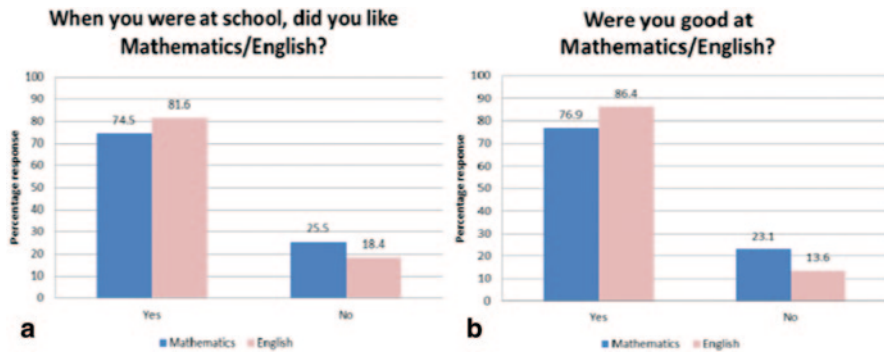 When you were at school, did you like
Mathematics/English?
100
90
80
70
60
50
40
30
20
10
0
Percentage response
74.5
81.6
25.5
18.4
Yes
No
Mathematics
English
a
Were you good at
Mathematics/English?
100
90
80
70
60
50
40
30
20
10
0
Percentage response
76.9
86.4
23.1
13.6
Yes
No
Mathematics
English
b